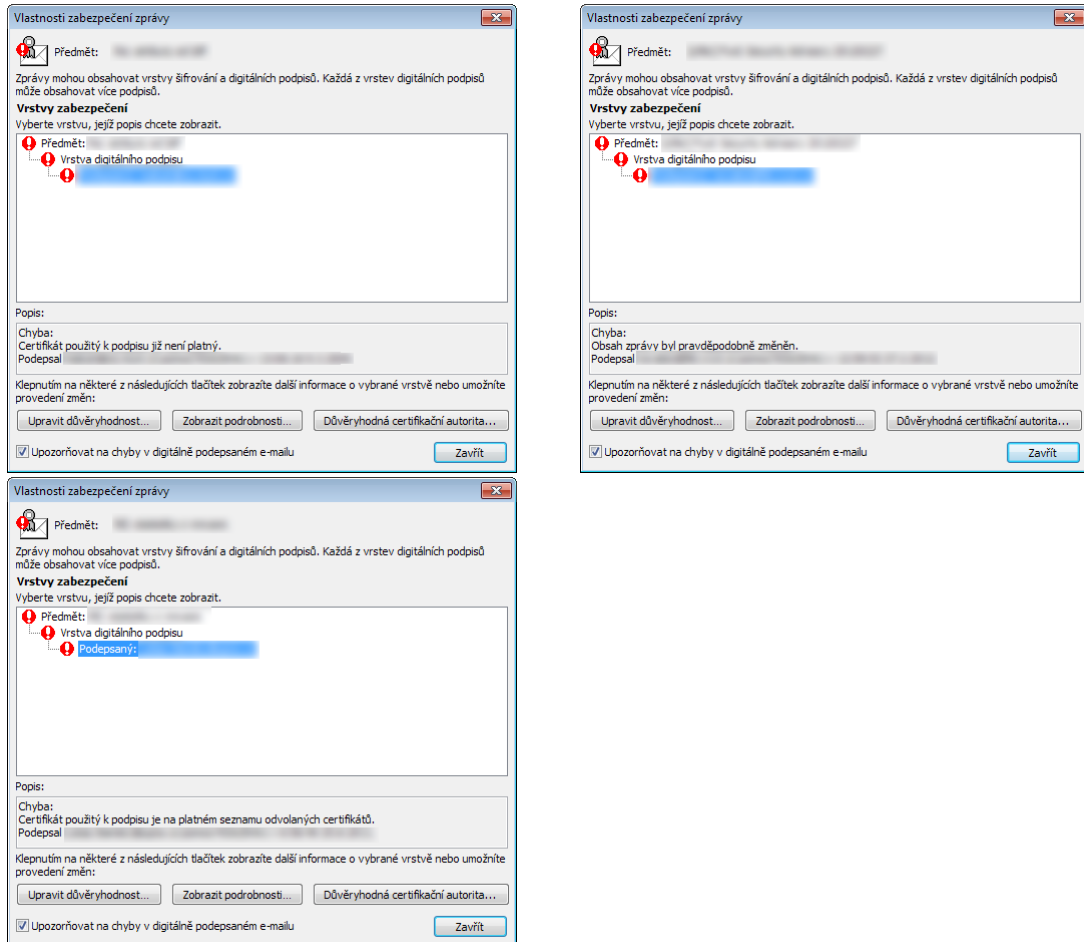 Vlastnosti zabezpečení zprávy
Předmět:
Zprávy mohou obsahovat vrstvy šifrování a digitálních podpisů. Každá z vrstev digitálních podpisů
může obsahovat více podpisů.
Vrstvy zabezpečení
Vyberte vrstvu, jejíž popis chcete zobrazit.
Předmět:
Vrstva digitálního podpisu
Popis:
Chyba:
Certifikát použitý k podpisu již není platný.
Podepsal
Klepnutím na některé z následujících tlačítek zobrazíte další informace o vybrané vrstvě nebo umožníte
provedení změn:
Upravit důvěryhodnost...
Zobrazit podrobnosti...
Důvěryhodná certifikační autorita...
Upozorňovat na chyby v digitálně podepsaném e-mailu
Zavřít
Vlastnosti zabezpečení zprávy
Předmět:
Zprávy mohou obsahovat vrstvy šifrování a digitálních podpisů. Každá z vrstev digitálních podpisů
může obsahovat více podpisů.
Vrstvy zabezpečení
Vyberte vrstvu, jejíž popis chcete zobrazit.
Předmět:
Vrstva digitálního podpisu
Popis:
Chyba:
Obsah zprávy byl pravděpodobně změněn.
Podepsal
Klepnutím na některé z následujících tlačítek zobrazíte další informace o vybrané vrstvě nebo umožníte
provedení změn:
Upravit důvěryhodnost...
Zobrazit podrobnosti...
Důvěryhodná certifikační autorita...
Upozorňovat na chyby v digitálně podepsaném e-mailu
Zavřít
Vlastnosti zabezpečení zprávy
Předmět:
Zprávy mohou obsahovat vrstvy šifrování a digitálních podpisů. Každá z vrstev digitálních podpisů
může obsahovat více podpisů.
Vrstvy zabezpečení
Vyberte vrstvu, jejíž popis chcete zobrazit.
Předmět:
Vrstva digitálního podpisu
Podepsaný:
Popis:
Chyba:
Certifikát použitý k podpisu je na platném seznamu odvolaných certifikátů.
Podepsal
Klepnutím na některé z následujících tlačítek zobrazíte další informace o vybrané vrstvě nebo umožníte
provedení změn:
Upravit důvěryhodnost...
Zobrazit podrobnosti...
Důvěryhodná certifikační autorita...
Upozorňovat na chyby v digitálně podepsaném e-mailu
Zavřít